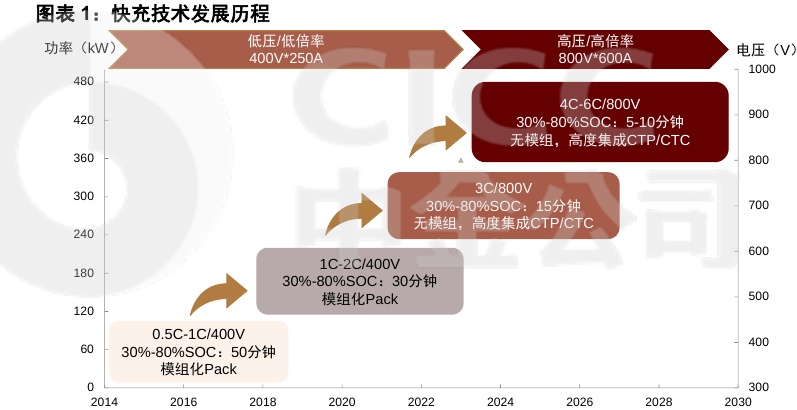 图表 1：快充技术发展历程
功率（kW）
低压/低倍率
400V*250A
高压/高倍率
800V*600A
电压（V）
480
420
360
300
240
180
120
60
0
1000
900
800
700
600
500
400
300
4C-6C/800V
30%-80%SOC：5-10分钟
无模组，高度集成CTP/CTC
3C/800V
30%-80%SOC：15分钟
无模组，高度集成CTP/CTC
1C-2C/400V
30%-80%SOC：30分钟
模组化Pack
0.5C-1C/400V
30%-80%SOC：50分钟
模组化Pack
2014 2016 2018 2020 2022 2024 2026 2028 2030
CICC
中金公司